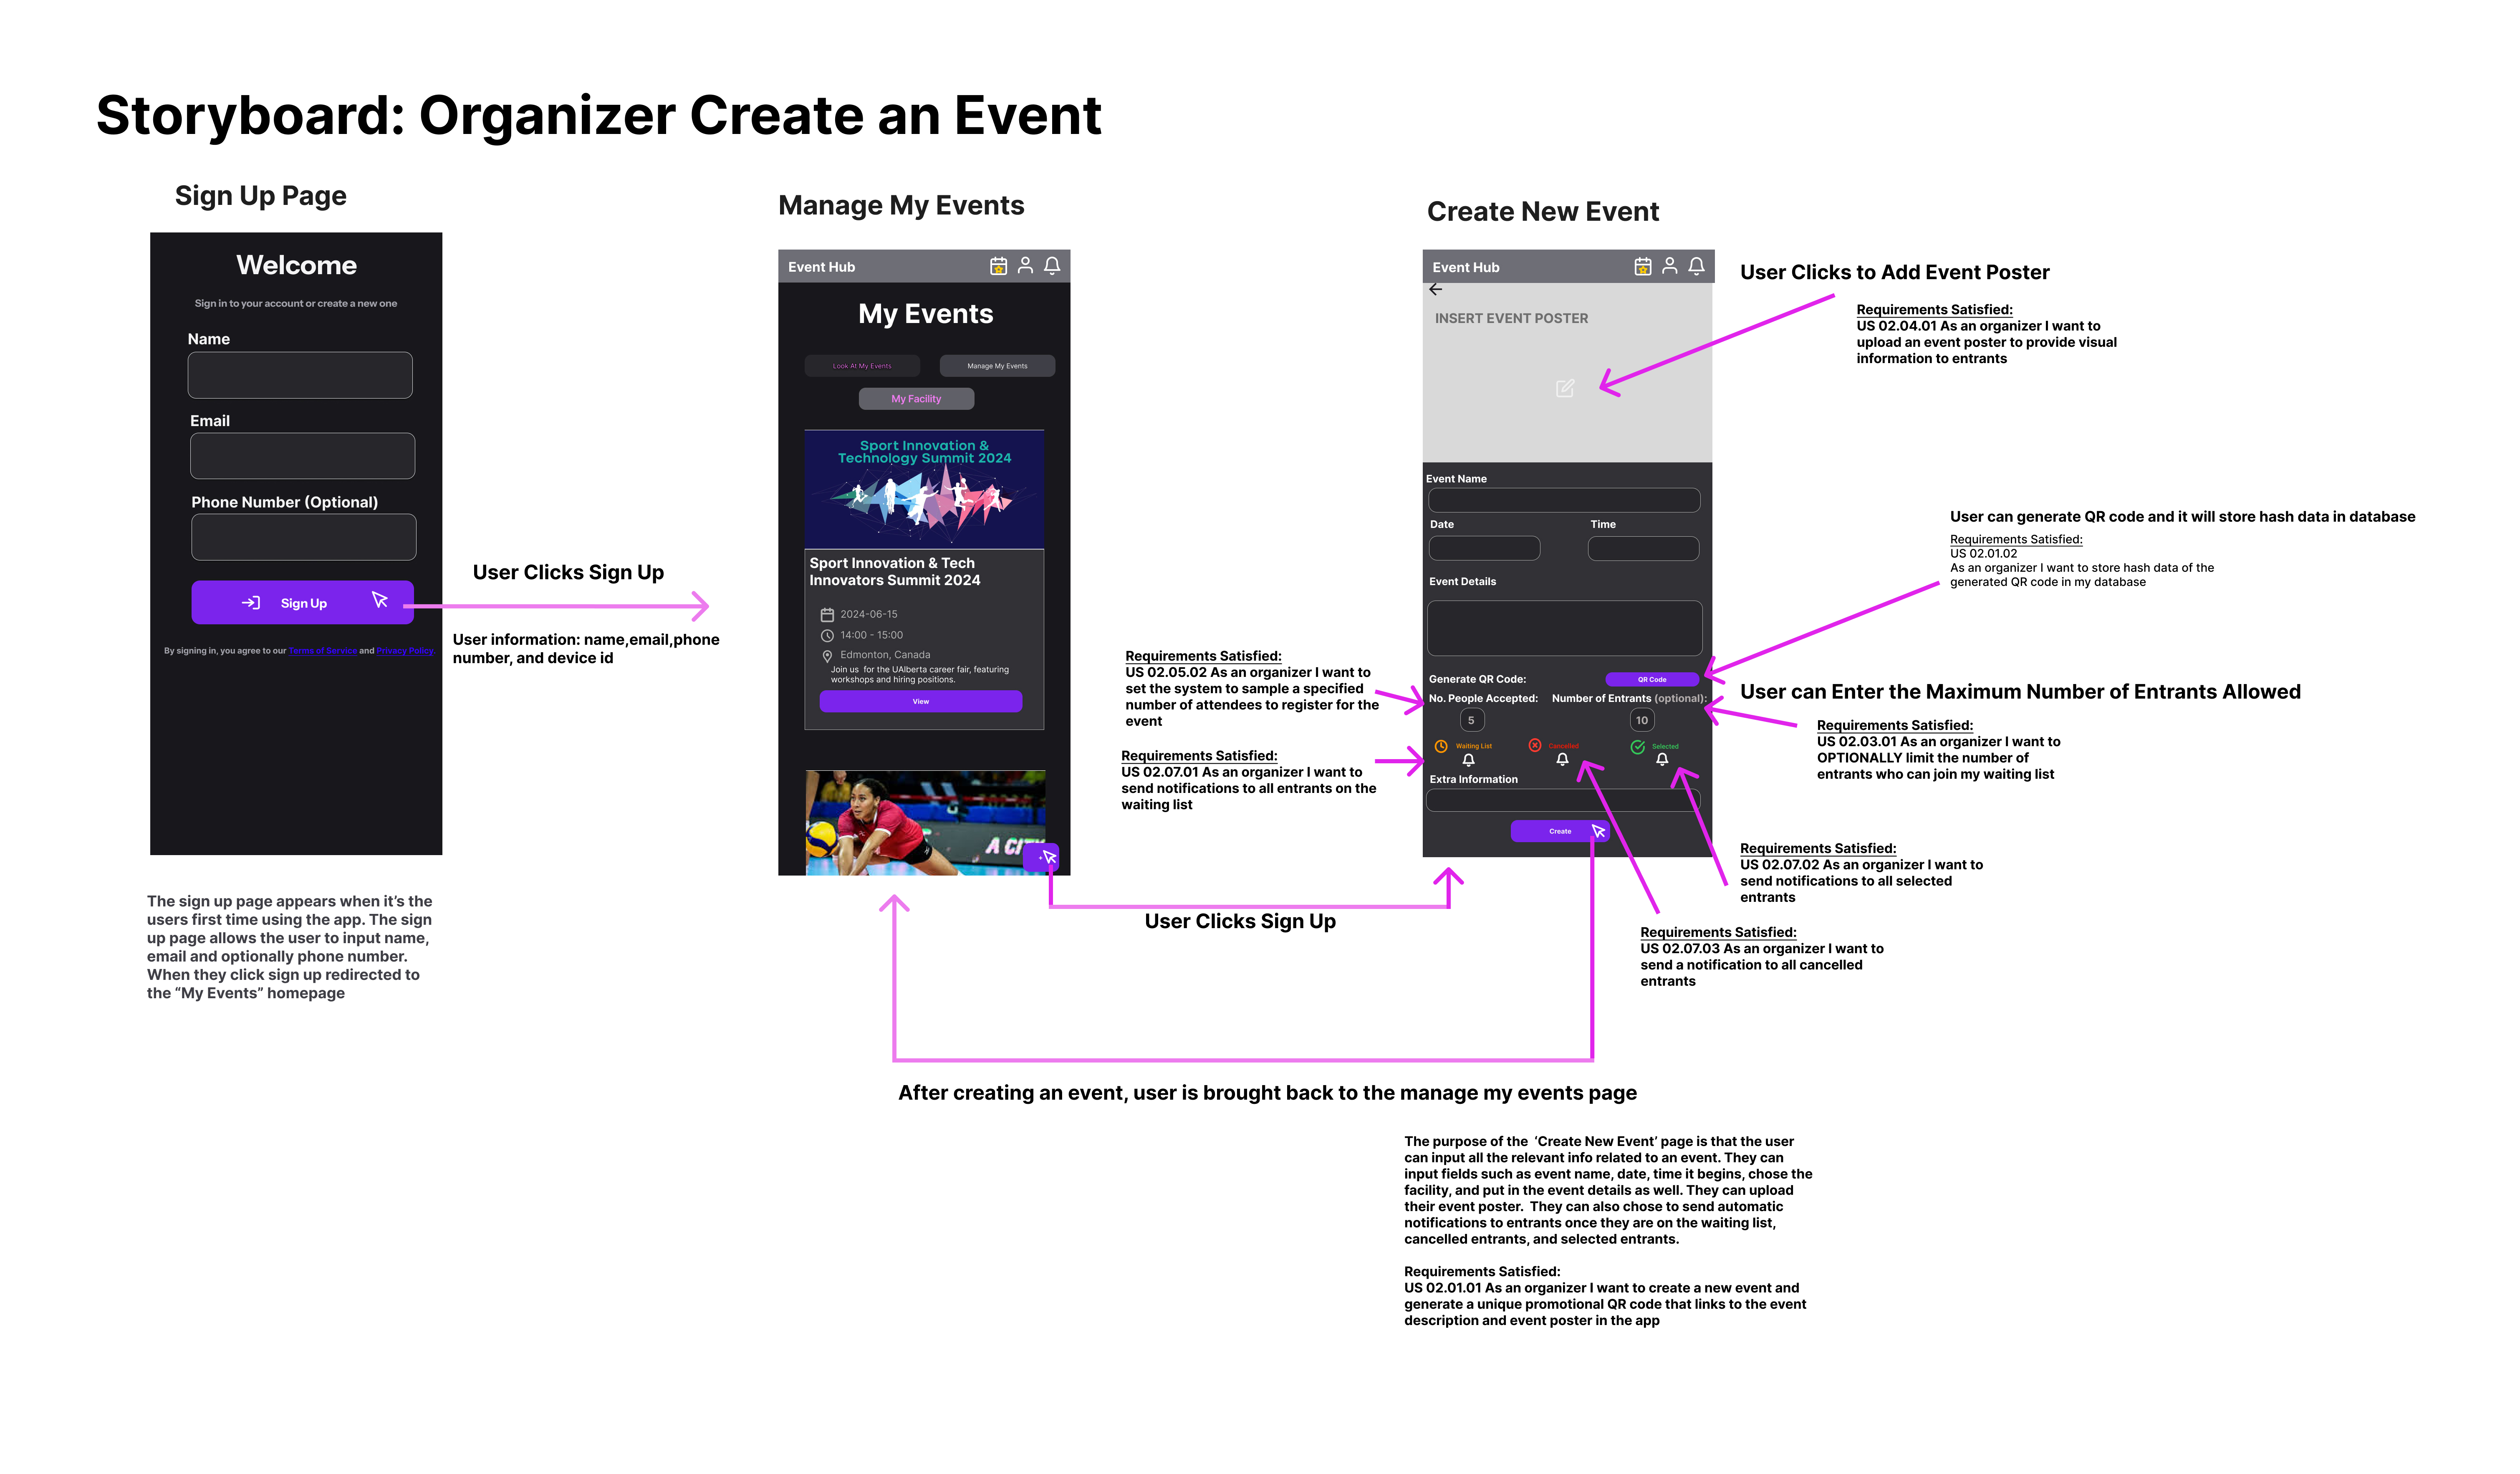 Storyboard: Organizer Create an Event
Sign Up Page
Welcome
Sign in to your account or create a new one
Name
Email
Phone Number (Optional)
Sign Up
By signing in, you agree to our Terms of Service and Privacy Policy.
The sign up page appears when it’s the
users first time using the app. The sign
up page allows the user to input name,
email and optionally phone number.
When they click sign up redirected to
the “My Events” homepage
User Clicks Sign Up
User information: name,email,phone
number, and device id
Manage My Events
Event Hub
My Events
Look At My Events
Manage My Events
My Facility
Sport Innovation &
Technology Summit 2024
Sport Innovation & Tech
Innovators Summit 2024
2024-06-15
14:00 - 15:00
Edmonton, Canada
Join us  for the UAlberta career fair, featuring
workshops and hiring positions.
View
A CITY
+
User Clicks Sign Up
Requirements Satisfied:
US 02.05.02 As an organizer I want to
set the system to sample a specified
number of attendees to register for the
event
Requirements Satisfied:
US 02.07.01 As an organizer I want to
send notifications to all entrants on the
waiting list
Create New Event
Event Hub
INSERT EVENT POSTER
Event Name
Date
Time
Event Details
Generate QR Code:
QR Code
No. People Accepted:
Number of Entrants (optional):
5
10
Waiting List
Cancelled
Selected
Extra Information
Create
User Clicks to Add Event Poster
Requirements Satisfied:
US 02.04.01 As an organizer I want to
upload an event poster to provide visual
information to entrants
User can generate QR code and it will store hash data in database
Requirements Satisfied:
US 02.01.02
As an organizer I want to store hash data of the
generated QR code in my database
User can Enter the Maximum Number of Entrants Allowed
Requirements Satisfied:
US 02.03.01 As an organizer I want to
OPTIONALLY limit the number of
entrants who can join my waiting list
Requirements Satisfied:
US 02.07.02 As an organizer I want to
send notifications to all selected
entrants
Requirements Satisfied:
US 02.07.03 As an organizer I want to
send a notification to all cancelled
entrants
After creating an event, user is brought back to the manage my events page
The purpose of the  ‘Create New Event’ page is that the user
can input all the relevant info related to an event. They can
input fields such as event name, date, time it begins, chose the
facility, and put in the event details as well. They can upload
their event poster.  They can also chose to send automatic
notifications to entrants once they are on the waiting list,
cancelled entrants, and selected entrants.
Requirements Satisfied:
US 02.01.01 As an organizer I want to create a new event and
generate a unique promotional QR code that links to the event
description and event poster in the app